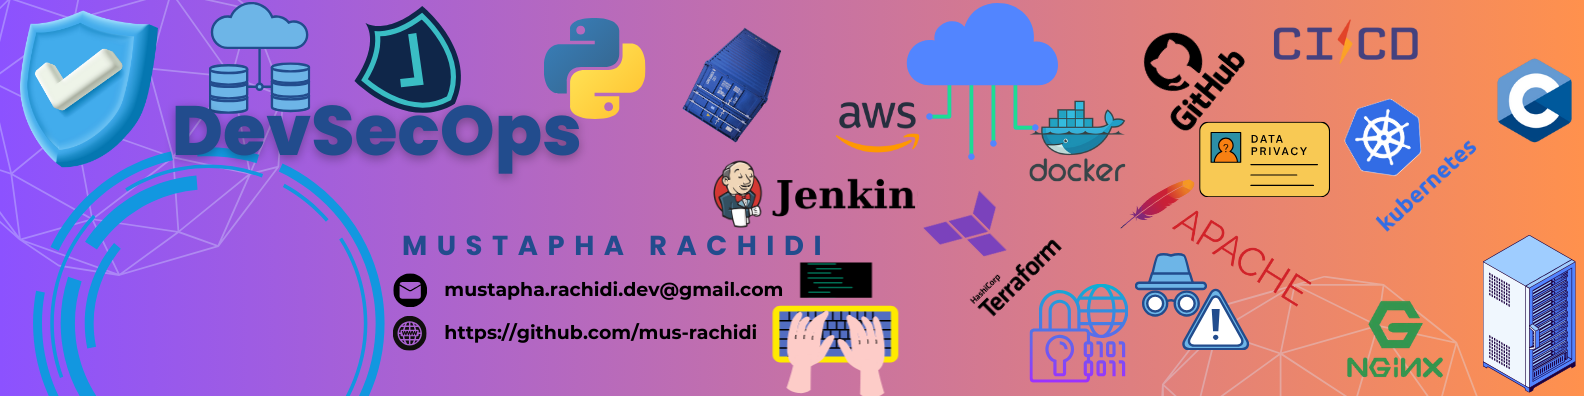 DevSecOps
aws
docker
GitHub
CI CD
DATA
PRIVACY
C
kubernetes
Jenkin
APACHE
HashiCorp
Terraform
MUSTAPHA RACHIDI
mustapha.rachidi.dev@gmail.com
www
https://github.com/mus-rachidi
0101
0011
!
G
NGiNX